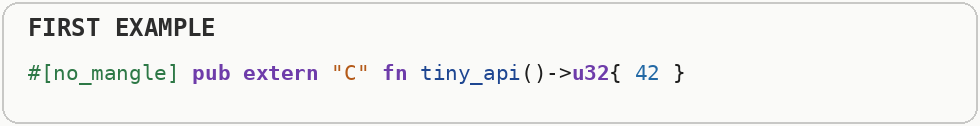 FIRST EXAMPLE
#[no_mangle] pub extern "C" fn tiny_api()->u32{ 42 }